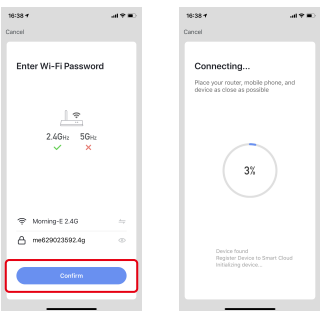 16:38
Cancel
Enter Wi-Fi Password
2.4GHz 5GHz
Morning-E 2.4G
me629023592.4g
Confirm
16:38
Cancel
Connecting...
Place your router, mobile phone, and
device as close as possible
3%
Device found
Register Device to Smart Cloud
Initializing device...